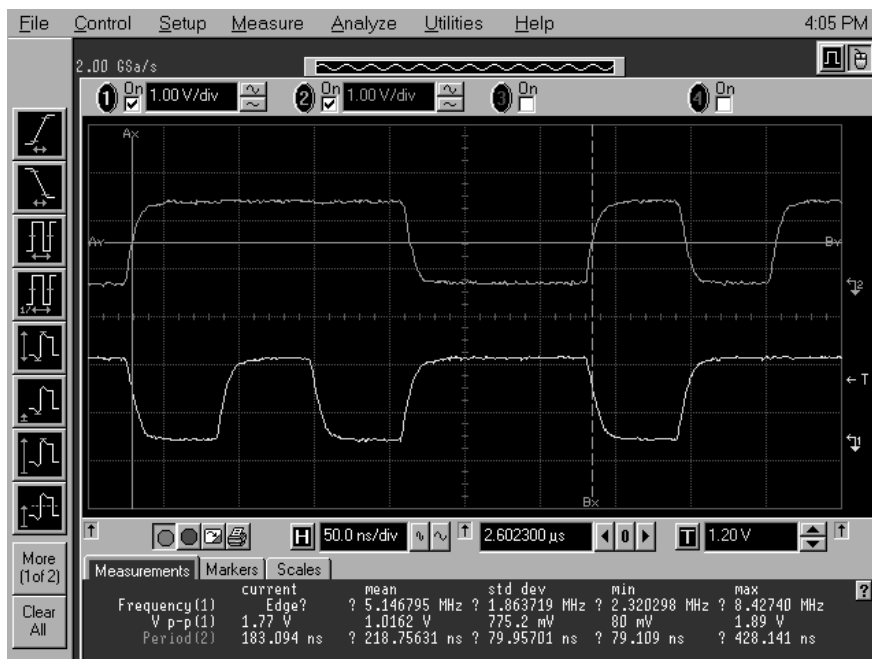 File Control Setup Measure Analyze Utilities Help 4:05 PM
2.00 GSa/s
1 On 1.00 V/div 2 On 1.00 V/div 3 On 4 On
Ax
Ay By
2
T
1
Bx
1/
H 50.0 ns/div 2.602300 µs 0 T 1.20 V
More
(1of 2)
Clear
All
Measurements Markers Scales
?
current mean std dev min max
Frequency(1) Edge? ? 5.146795 MHz ? 1.863719 MHz ? 2.320298 MHz ? 8.42740 MHz
V p-p(1) 1.77 V 1.0162 V 775.2 mV 80 mV 1.89 V
Period(2) 183.094 ns ? 218.75631 ns ? 79.95701 ns ? 79.109 ns ? 428.141 ns